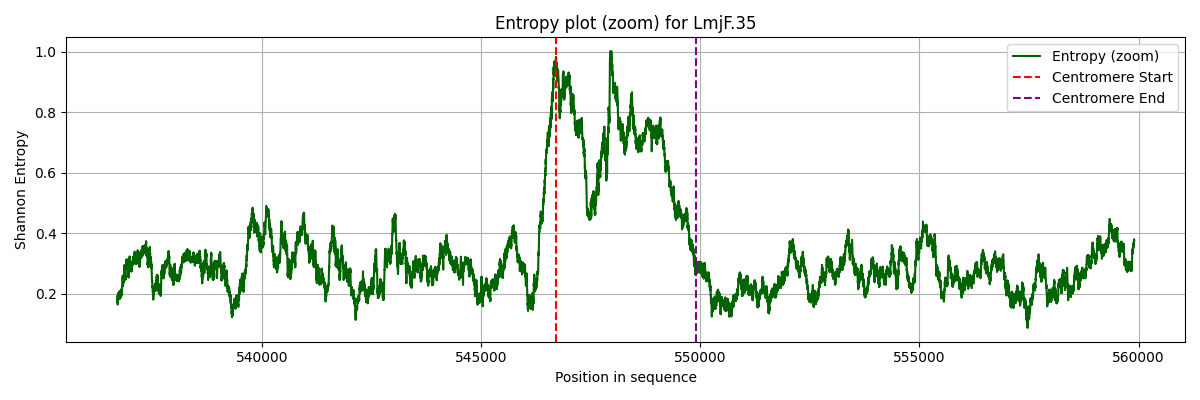 Entropy plot (zoom) for LmjF.35
Shannon Entropy
1.0
0.8
0.6
0.4
0.2
Entropy (zoom)
Centromere Start
Centromere End
540000
545000
550000
555000
560000
Position in sequence